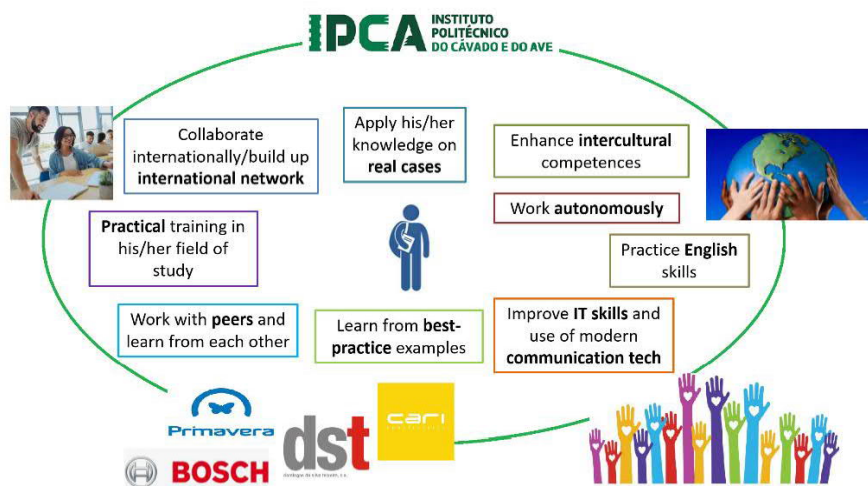 IPCA
INSTITUTO
POLITÉCNICO
DO CÁVADO E DO AVE
Collaborate
internationally/build up
international network
Apply his/her
knowledge on
real cases
Enhance intercultural
competences
Work autonomously
Practical training in
his/her field of
study
Practice English
skills
Work with peers and
learn from each other
Learn from best-
practice examples
Improve IT skills and
use of modern
communication tech
Primavera
BOSCH
dst
cari